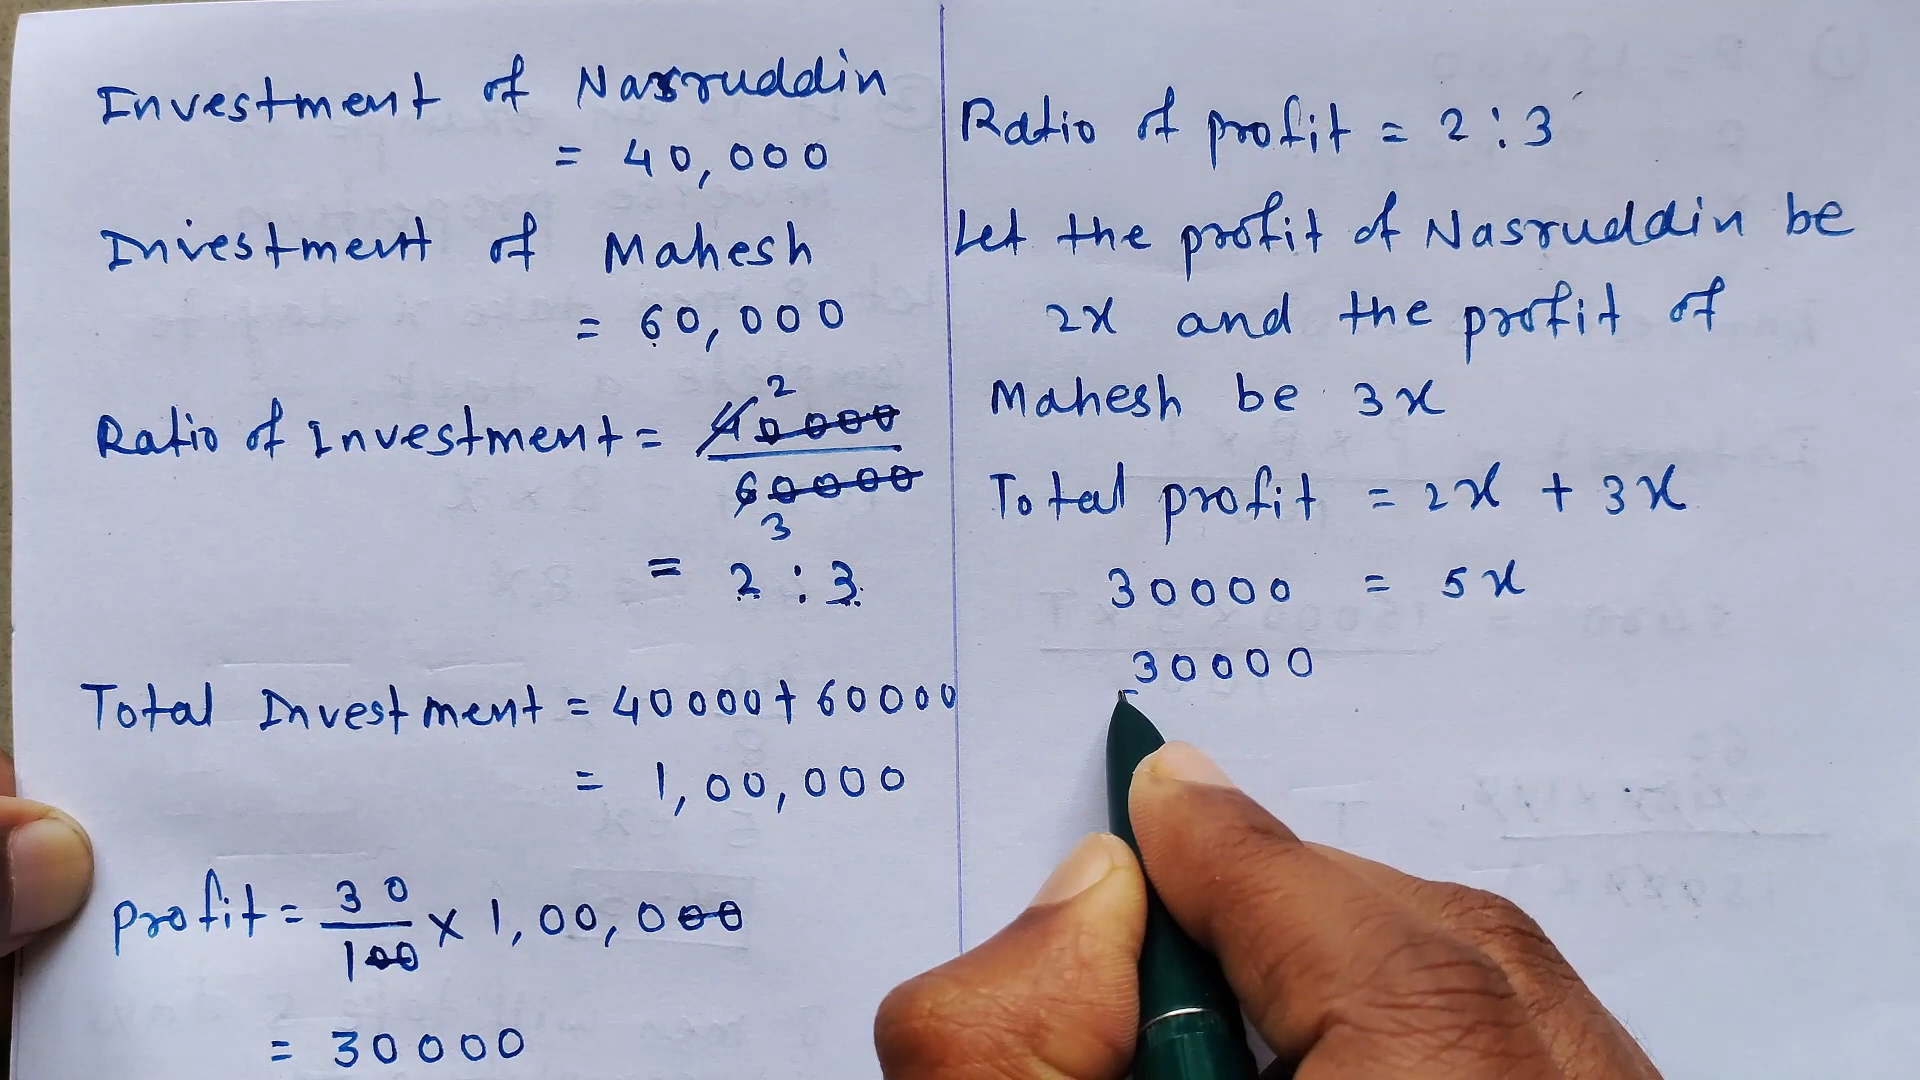 Investment of Nasruddin
= 40,000
Investment of Mahesh
= 60,000
2
Ratio of Investment = 40000
60000
3
= 2 : 3
Total Investment = 40000 + 60000
= 1,00,000
Profit = 30/100 × 1,00,000
= 30000
Ratio of profit = 2 : 3
Let the profit of Nasruddin be
2x and the profit of
Mahesh be 3x
Total profit = 2x + 3x
30000 = 5x
30000